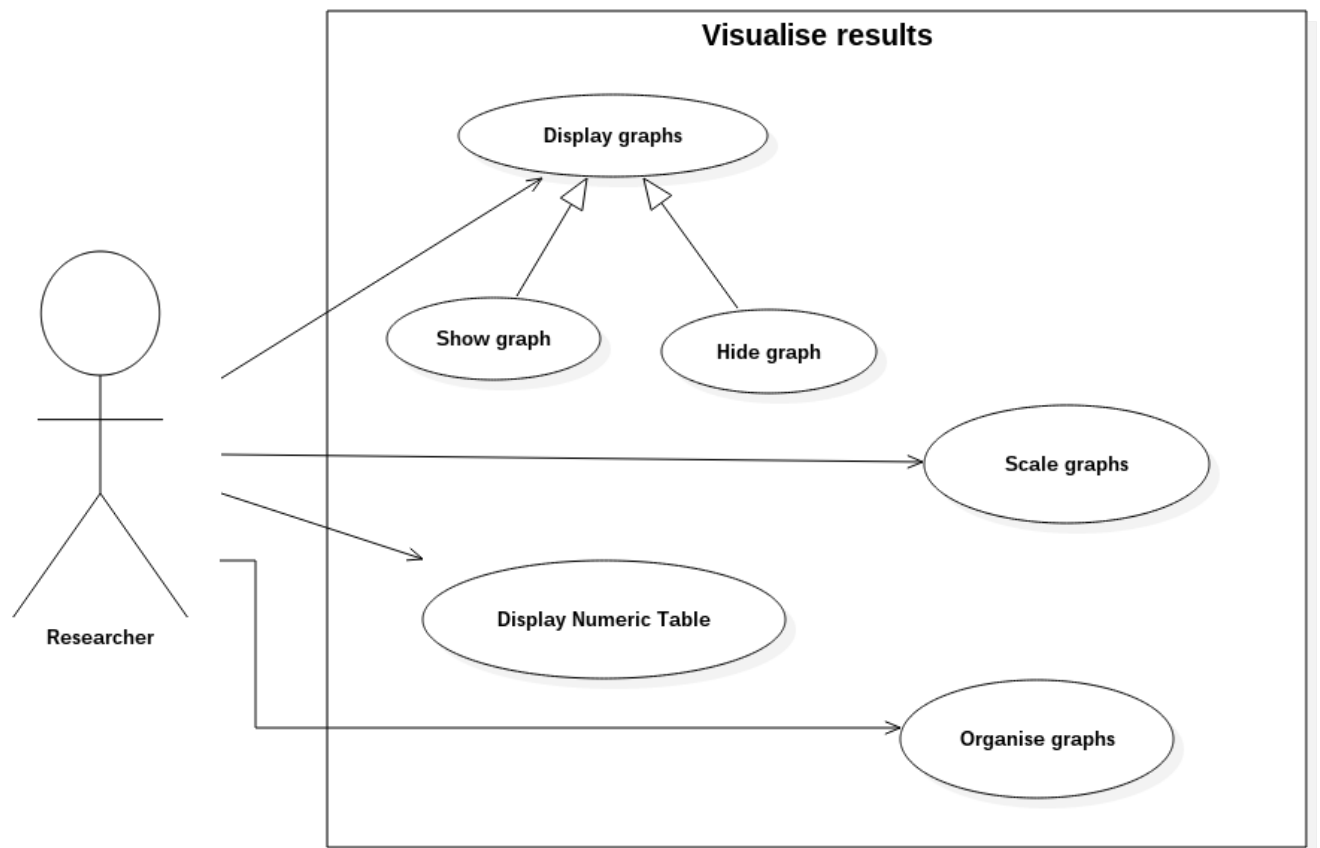 Visualise results
Display graphs
Show graph
Hide graph
Scale graphs
Display Numeric Table
Researcher
Organise graphs